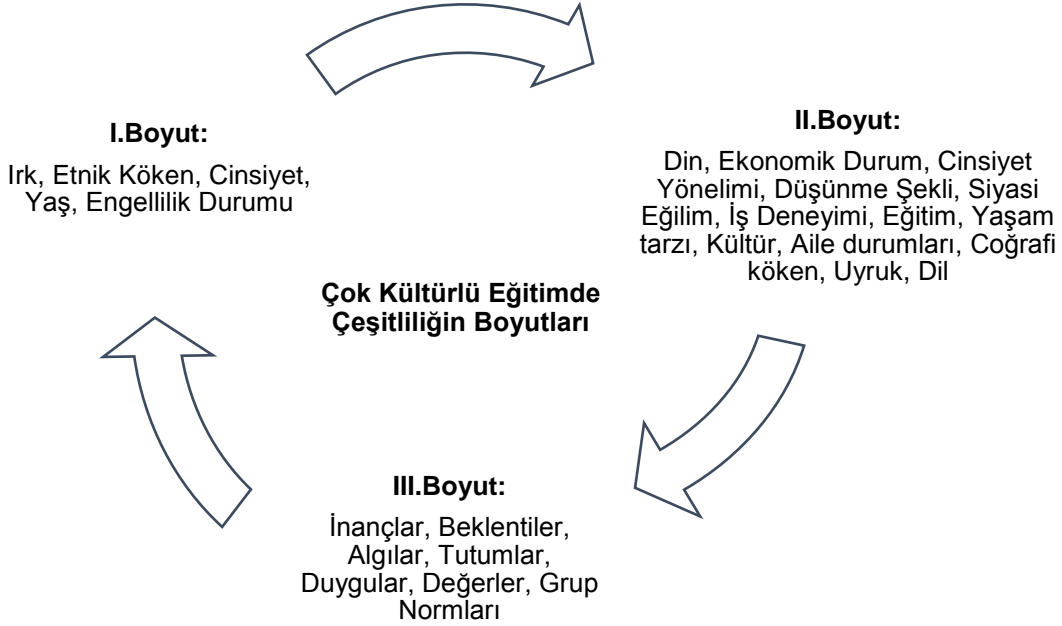 I.Boyut:
Irk, Etnik Köken, Cinsiyet,
Yaş, Engellilik Durumu
II.Boyut:
Din, Ekonomik Durum, Cinsiyet
Yönelimi, Düşünme Şekli, Siyasi
Eğilim, İş Deneyimi, Eğitim, Yaşam
tarzı, Kültür, Aile durumları, Coğrafi
köken, Uyruk, Dil
Çok Kültürlü Eğitimde
Çeşitliliğin Boyutları
III.Boyut:
İnançlar, Beklentiler,
Algılar, Tutumlar,
Duygular, Değerler, Grup
Normları